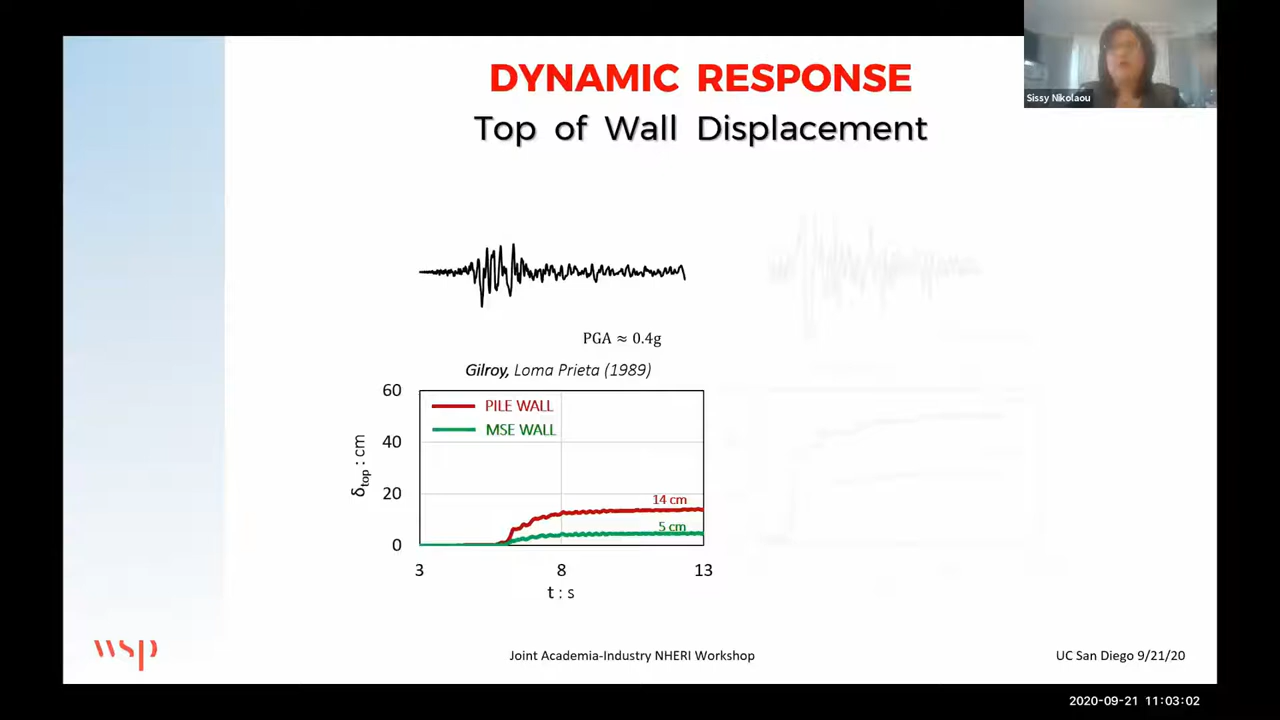 DYNAMIC RESPONSE
Top of Wall Displacement
Sissy Nikolaou
PGA ≈ 0.4g
Gilroy, Loma Prieta (1989)
60
40
20
0
δtop : cm
PILE WALL
MSE WALL
14 cm
5 cm
3 8 13
t : s
wsp
Joint Academia-Industry NHERI Workshop
UC San Diego 9/21/20
2020-09-21 11:03:02